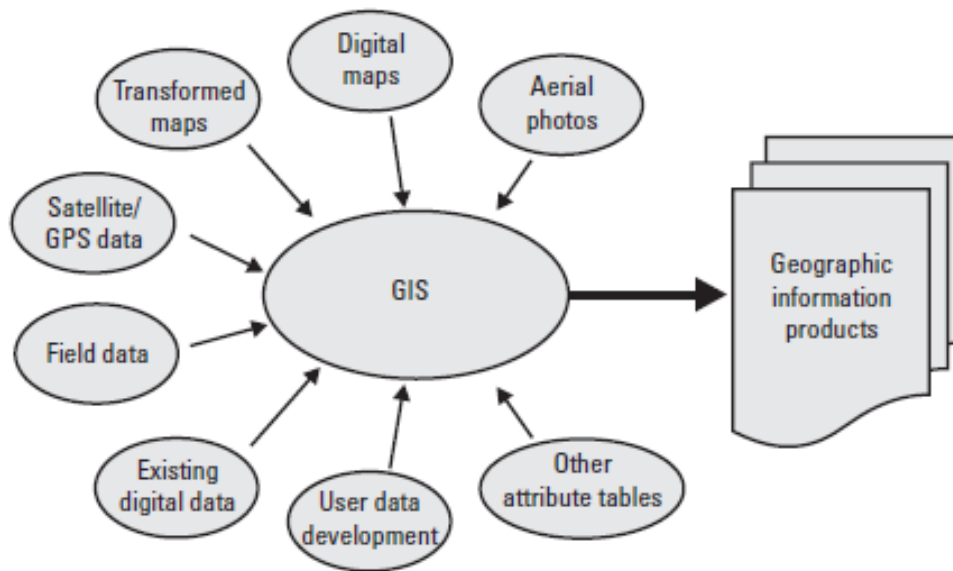 Digital
maps
Transformed
maps
Aerial
photos
Satellite/
GPS data
GIS
Geographic
information
products
Field data
Existing
digital data
User data
development
Other
attribute tables